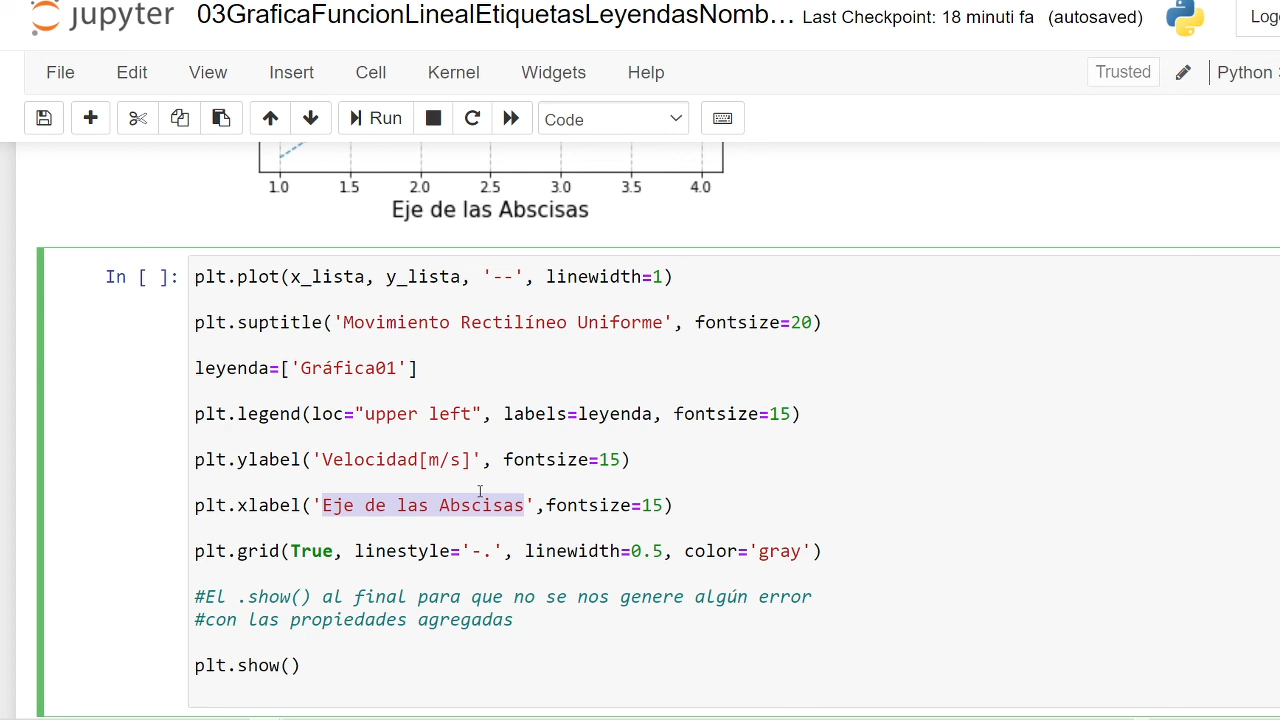 jupyter 03GraficaFuncionLinealEtiquetasLeyendasNomb... Last Checkpoint: 18 minuti fa (autosaved)
File Edit View Insert Cell Kernel Widgets Help Trusted Python
Run Code
1.0 1.5 2.0 2.5 3.0 3.5 4.0
Eje de las Abscisas
In [ ]: plt.plot(x_lista, y_lista, '--', linewidth=1)
plt.suptitle('Movimiento Rectilíneo Uniforme', fontsize=20)
leyenda=['Gráfica01']
plt.legend(loc="upper left", labels=leyenda, fontsize=15)
plt.ylabel('Velocidad[m/s]', fontsize=15)
plt.xlabel('Eje de las Abscisas',fontsize=15)
plt.grid(True, linestyle='-.', linewidth=0.5, color='gray')
#El .show() al final para que no se nos genere algún error
#con las propiedades agregadas
plt.show()